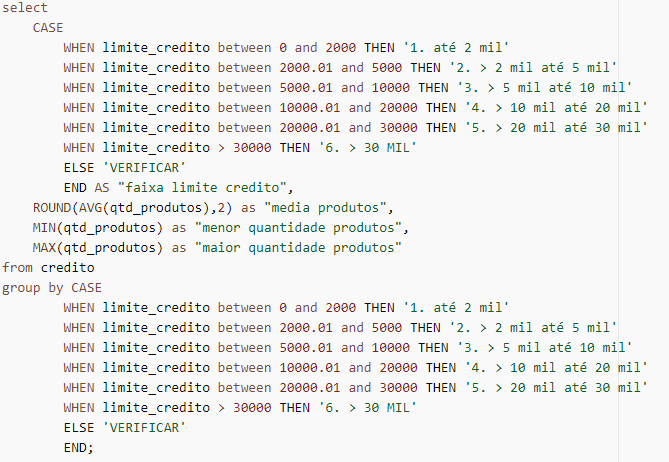 select
    CASE
        WHEN limite_credito between 0 and 2000 THEN '1. até 2 mil'
        WHEN limite_credito between 2000.01 and 5000 THEN '2. > 2 mil até 5 mil'
        WHEN limite_credito between 5000.01 and 10000 THEN '3. > 5 mil até 10 mil'
        WHEN limite_credito between 10000.01 and 20000 THEN '4. > 10 mil até 20 mil'
        WHEN limite_credito between 20000.01 and 30000 THEN '5. > 20 mil até 30 mil'
        WHEN limite_credito > 30000 THEN '6. > 30 MIL'
        ELSE 'VERIFICAR'
        END AS "faixa limite credito",
    ROUND(AVG(qtd_produtos),2) as "media produtos",
    MIN(qtd_produtos) as "menor quantidade produtos",
    MAX(qtd_produtos) as "maior quantidade produtos"
from credito
group by CASE
        WHEN limite_credito between 0 and 2000 THEN '1. até 2 mil'
        WHEN limite_credito between 2000.01 and 5000 THEN '2. > 2 mil até 5 mil'
        WHEN limite_credito between 5000.01 and 10000 THEN '3. > 5 mil até 10 mil'
        WHEN limite_credito between 10000.01 and 20000 THEN '4. > 10 mil até 20 mil'
        WHEN limite_credito between 20000.01 and 30000 THEN '5. > 20 mil até 30 mil'
        WHEN limite_credito > 30000 THEN '6. > 30 MIL'
        ELSE 'VERIFICAR'
        END;